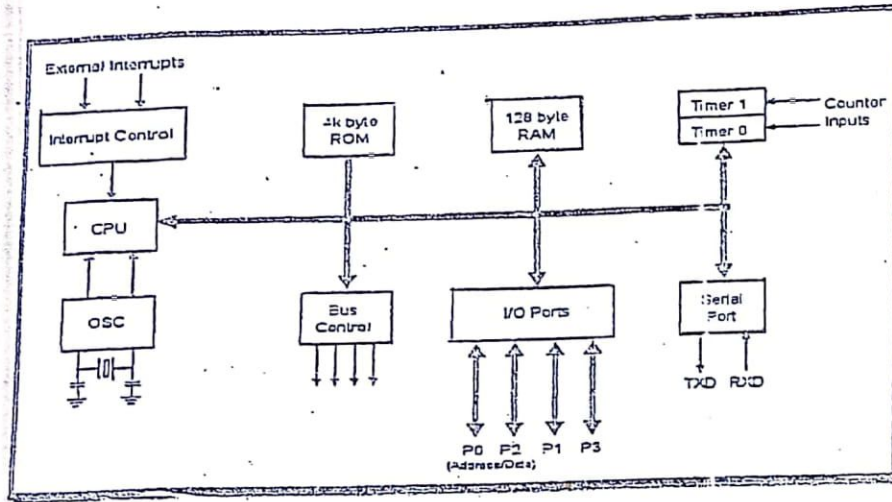 External Interrupts
Interrupt Control
CPU
OSC
4k byte
ROM
Bus
Control
128 byte
RAM
I/O Ports
P0 P2 P1 P3
(Address/Data)
Timer 1
Timer 0
Counter
Inputs
Serial
Port
TXD RXD